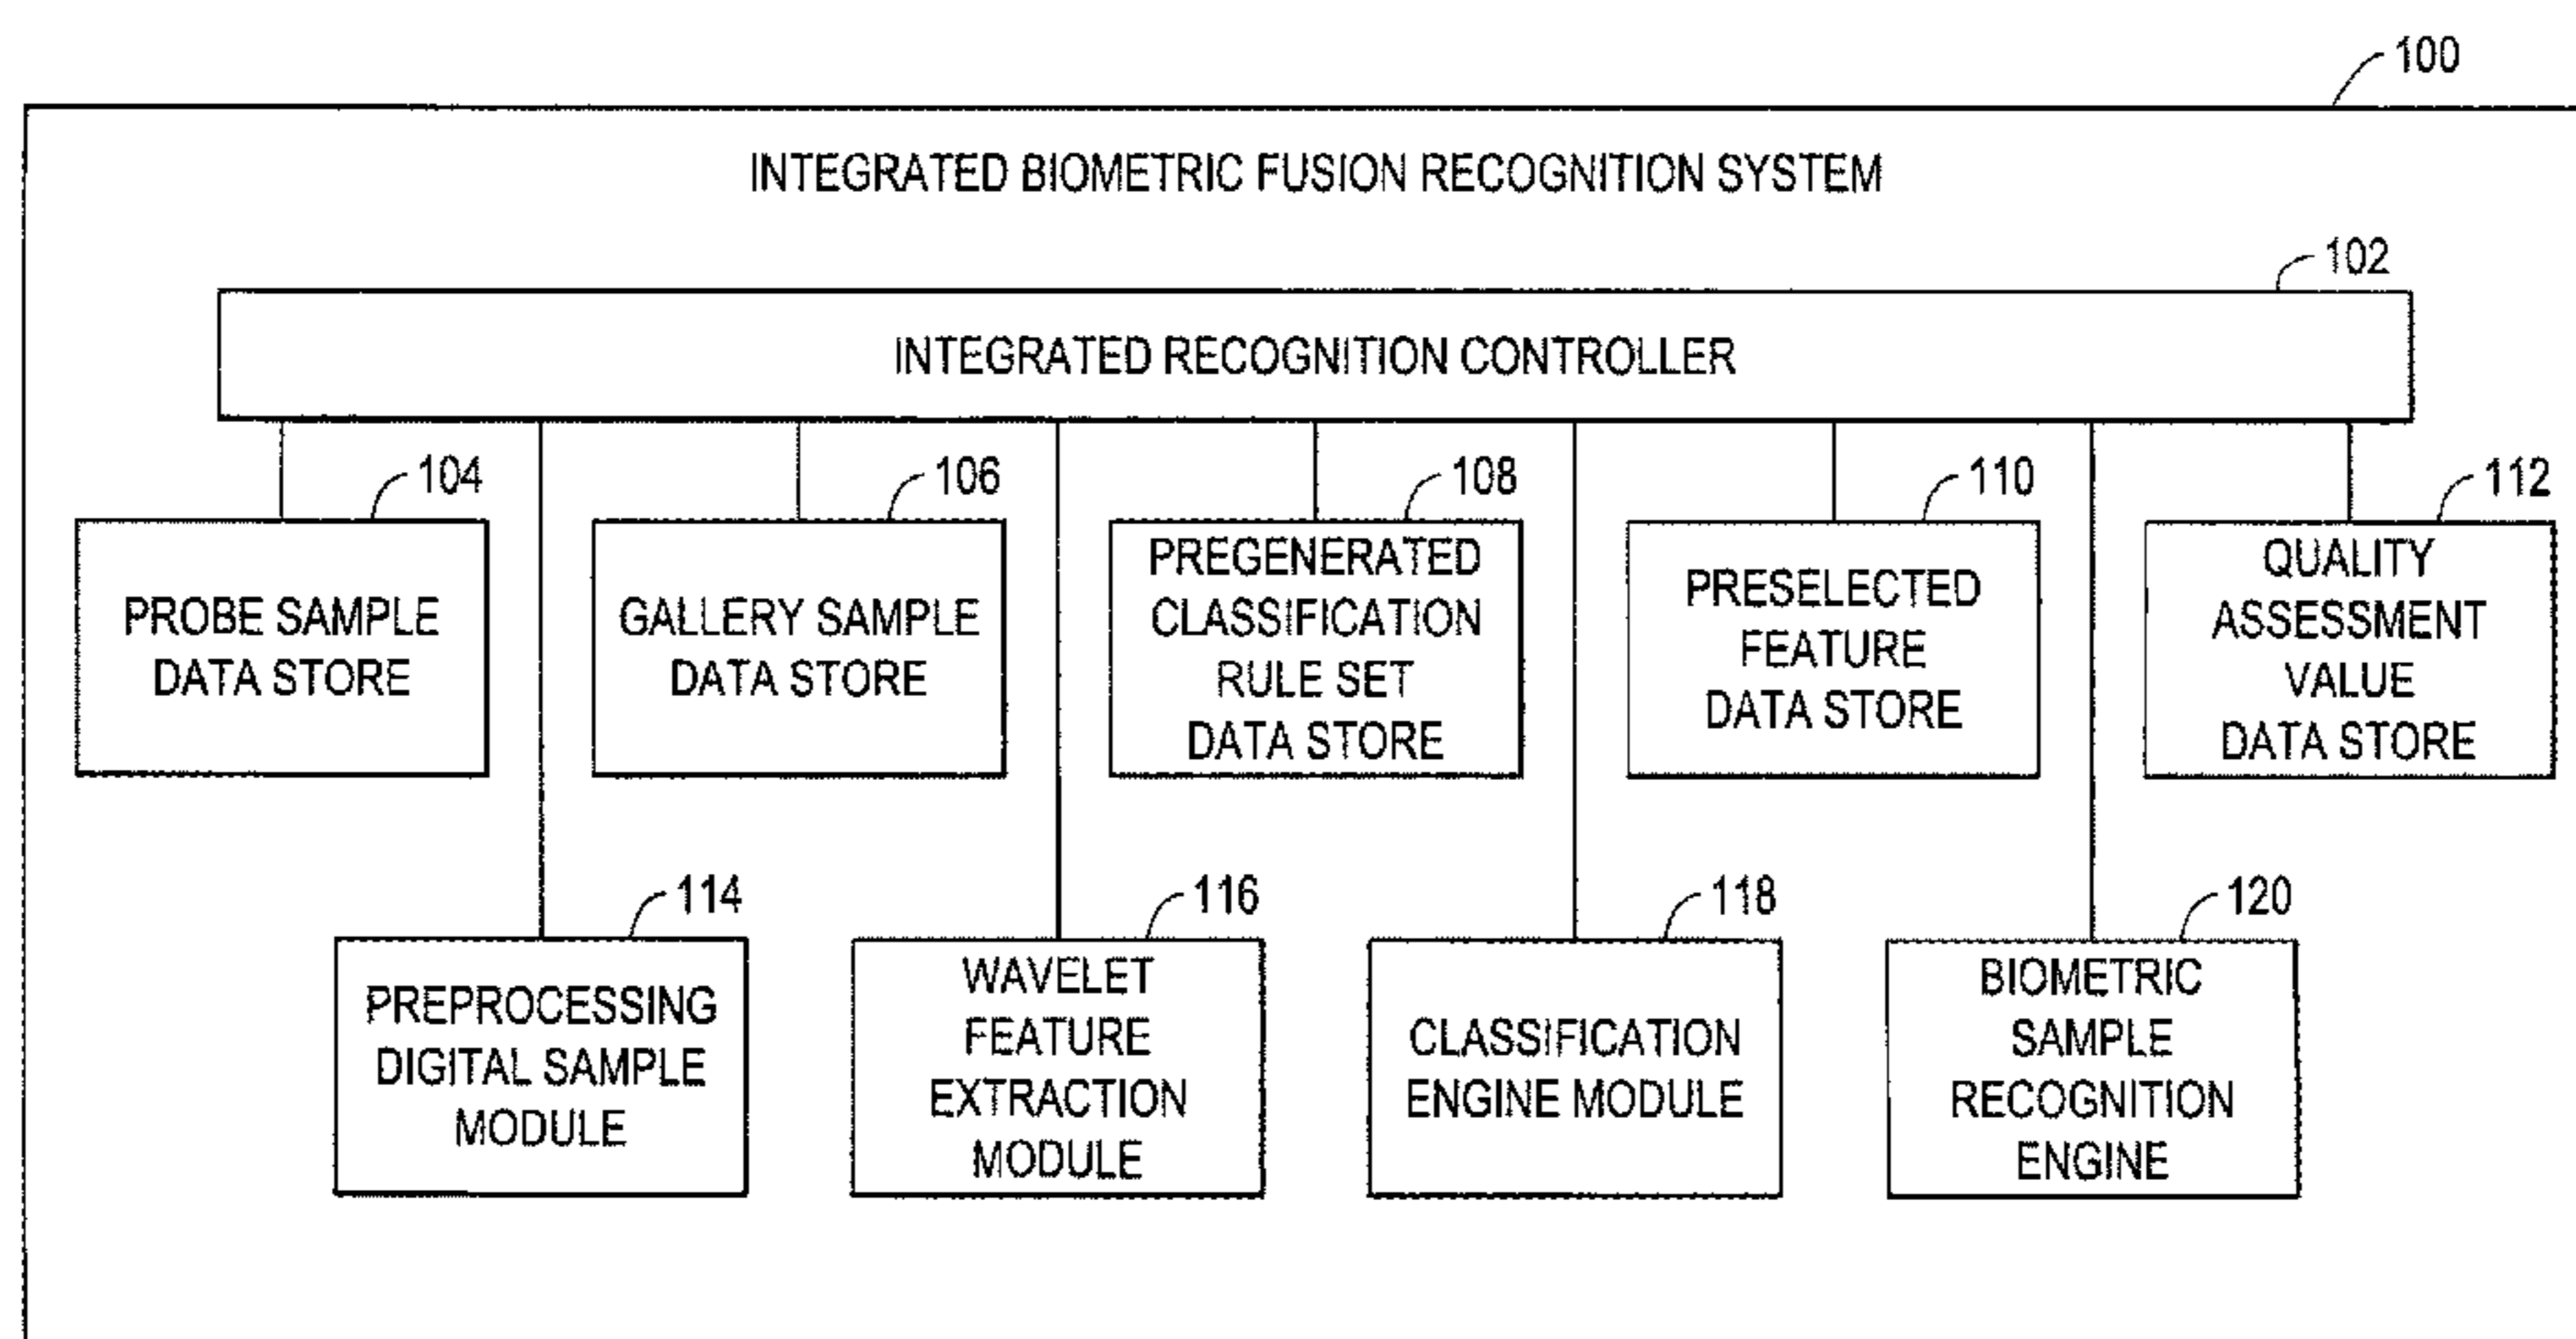 100
INTEGRATED BIOMETRIC FUSION RECOGNITION SYSTEM
102
INTEGRATED RECOGNITION CONTROLLER
104
PROBE SAMPLE
DATA STORE
106
GALLERY SAMPLE
DATA STORE
108
PREGENERATED
CLASSIFICATION
RULE SET
DATA STORE
110
PRESELECTED
FEATURE
DATA STORE
112
QUALITY
ASSESSMENT
VALUE
DATA STORE
114
PREPROCESSING
DIGITAL SAMPLE
MODULE
116
WAVELET
FEATURE
EXTRACTION
MODULE
118
CLASSIFICATION
ENGINE MODULE
120
BIOMETRIC
SAMPLE
RECOGNITION
ENGINE